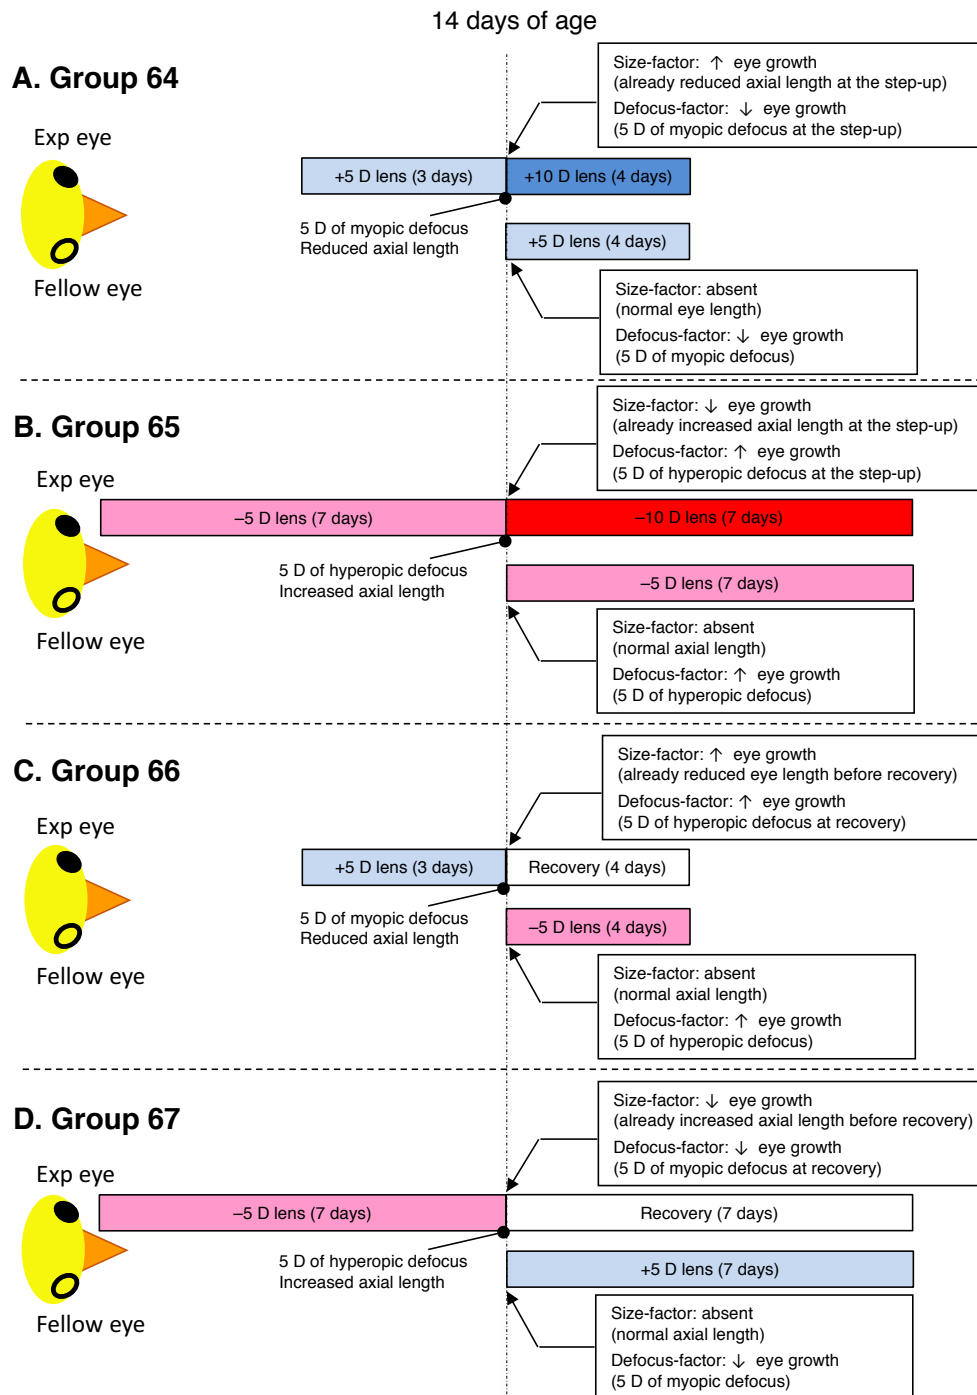 14 days of age
A. Group 64
Size-factor: ↑ eye growth
(already reduced axial length at the step-up)
Defocus-factor: ↓ eye growth
(5 D of myopic defocus at the step-up)
Exp eye
+5 D lens (3 days)
+10 D lens (4 days)
5 D of myopic defocus
Reduced axial length
+5 D lens (4 days)
Fellow eye
Size-factor: absent
(normal eye length)
Defocus-factor: ↓ eye growth
(5 D of myopic defocus)
B. Group 65
Size-factor: ↓ eye growth
(already increased axial length at the step-up)
Defocus-factor: ↑ eye growth
(5 D of hyperopic defocus at the step-up)
Exp eye
–5 D lens (7 days)
–10 D lens (7 days)
5 D of hyperopic defocus
Increased axial length
–5 D lens (7 days)
Fellow eye
Size-factor: absent
(normal axial length)
Defocus-factor: ↑ eye growth
(5 D of hyperopic defocus)
C. Group 66
Size-factor: ↑ eye growth
(already reduced eye length before recovery)
Defocus-factor: ↑ eye growth
(5 D of hyperopic defocus at recovery)
Exp eye
+5 D lens (3 days)
Recovery (4 days)
5 D of myopic defocus
Reduced axial length
–5 D lens (4 days)
Fellow eye
Size-factor: absent
(normal axial length)
Defocus-factor: ↑ eye growth
(5 D of hyperopic defocus)
D. Group 67
Size-factor: ↓ eye growth
(already increased axial length before recovery)
Defocus-factor: ↓ eye growth
(5 D of myopic defocus at recovery)
Exp eye
–5 D lens (7 days)
Recovery (7 days)
5 D of hyperopic defocus
Increased axial length
+5 D lens (7 days)
Fellow eye
Size-factor: absent
(normal axial length)
Defocus-factor: ↓ eye growth
(5 D of myopic defocus)